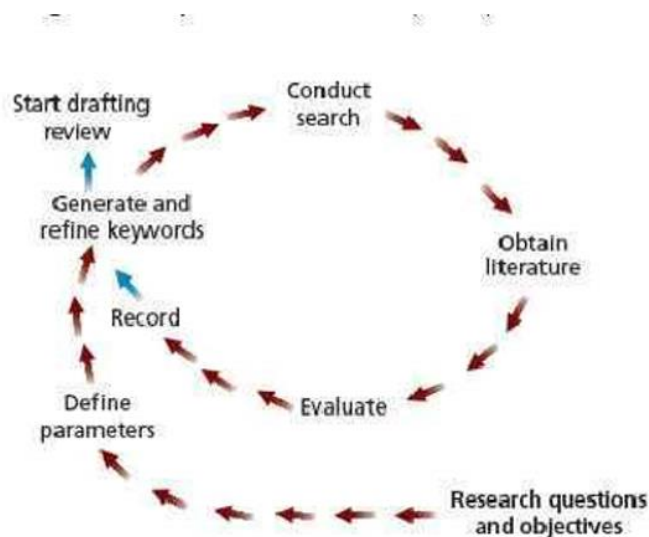 Conduct
search
Start drafting
review
Generate and
refine keywords
Obtain
literature
Record
Evaluate
Define
parameters
Research questions
and objectives